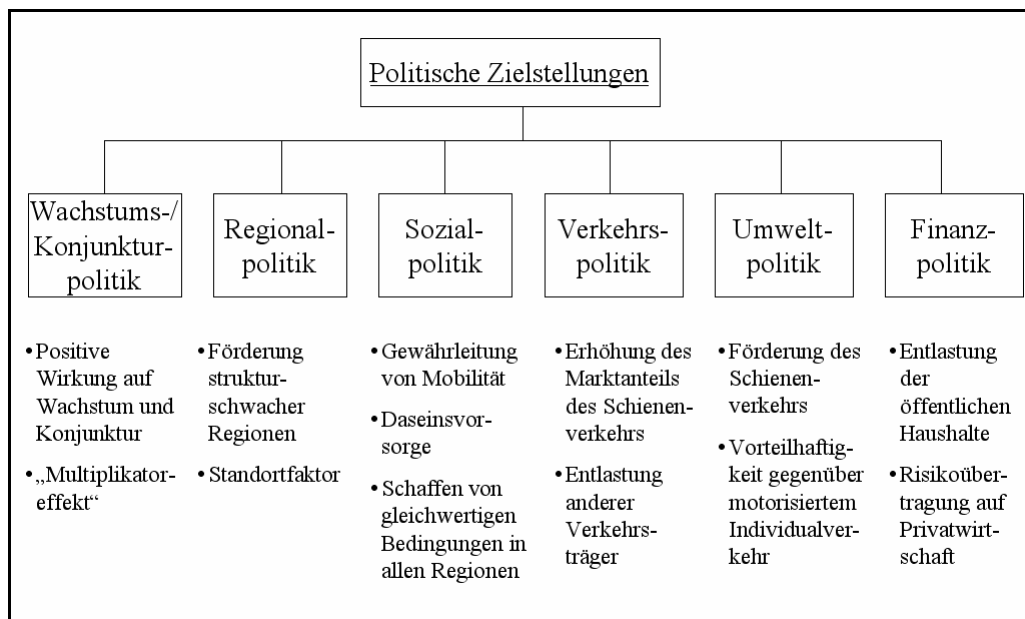 Politische Zielstellungen
Wachstums-/
Konjunktur-
politik
Regional-
politik
Sozial-
politik
Verkehrs-
politik
Umwelt-
politik
Finanz-
politik
•Positive
Wirkung auf
Wachstum und
Konjunktur
•„Multiplikator-
effekt“
•Förderung
struktur-
schwacher
Regionen
•Standortfaktor
•Gewährleitung
von Mobilität
•Daseinsvor-
sorge
•Schaffen von
gleichwertigen
Bedingungen in
allen Regionen
•Erhöhung des
Marktanteils
des Schienen-
verkehrs
•Entlastung
anderer
Verkehrs-
träger
•Förderung des
Schienen-
verkehrs
•Vorteilhaftig-
keit gegenüber
motorisiertem
Individualver-
kehr
•Entlastung
der
öffentlichen
Haushalte
•Risikoüber-
tragung auf
Privatwirt-
schaft